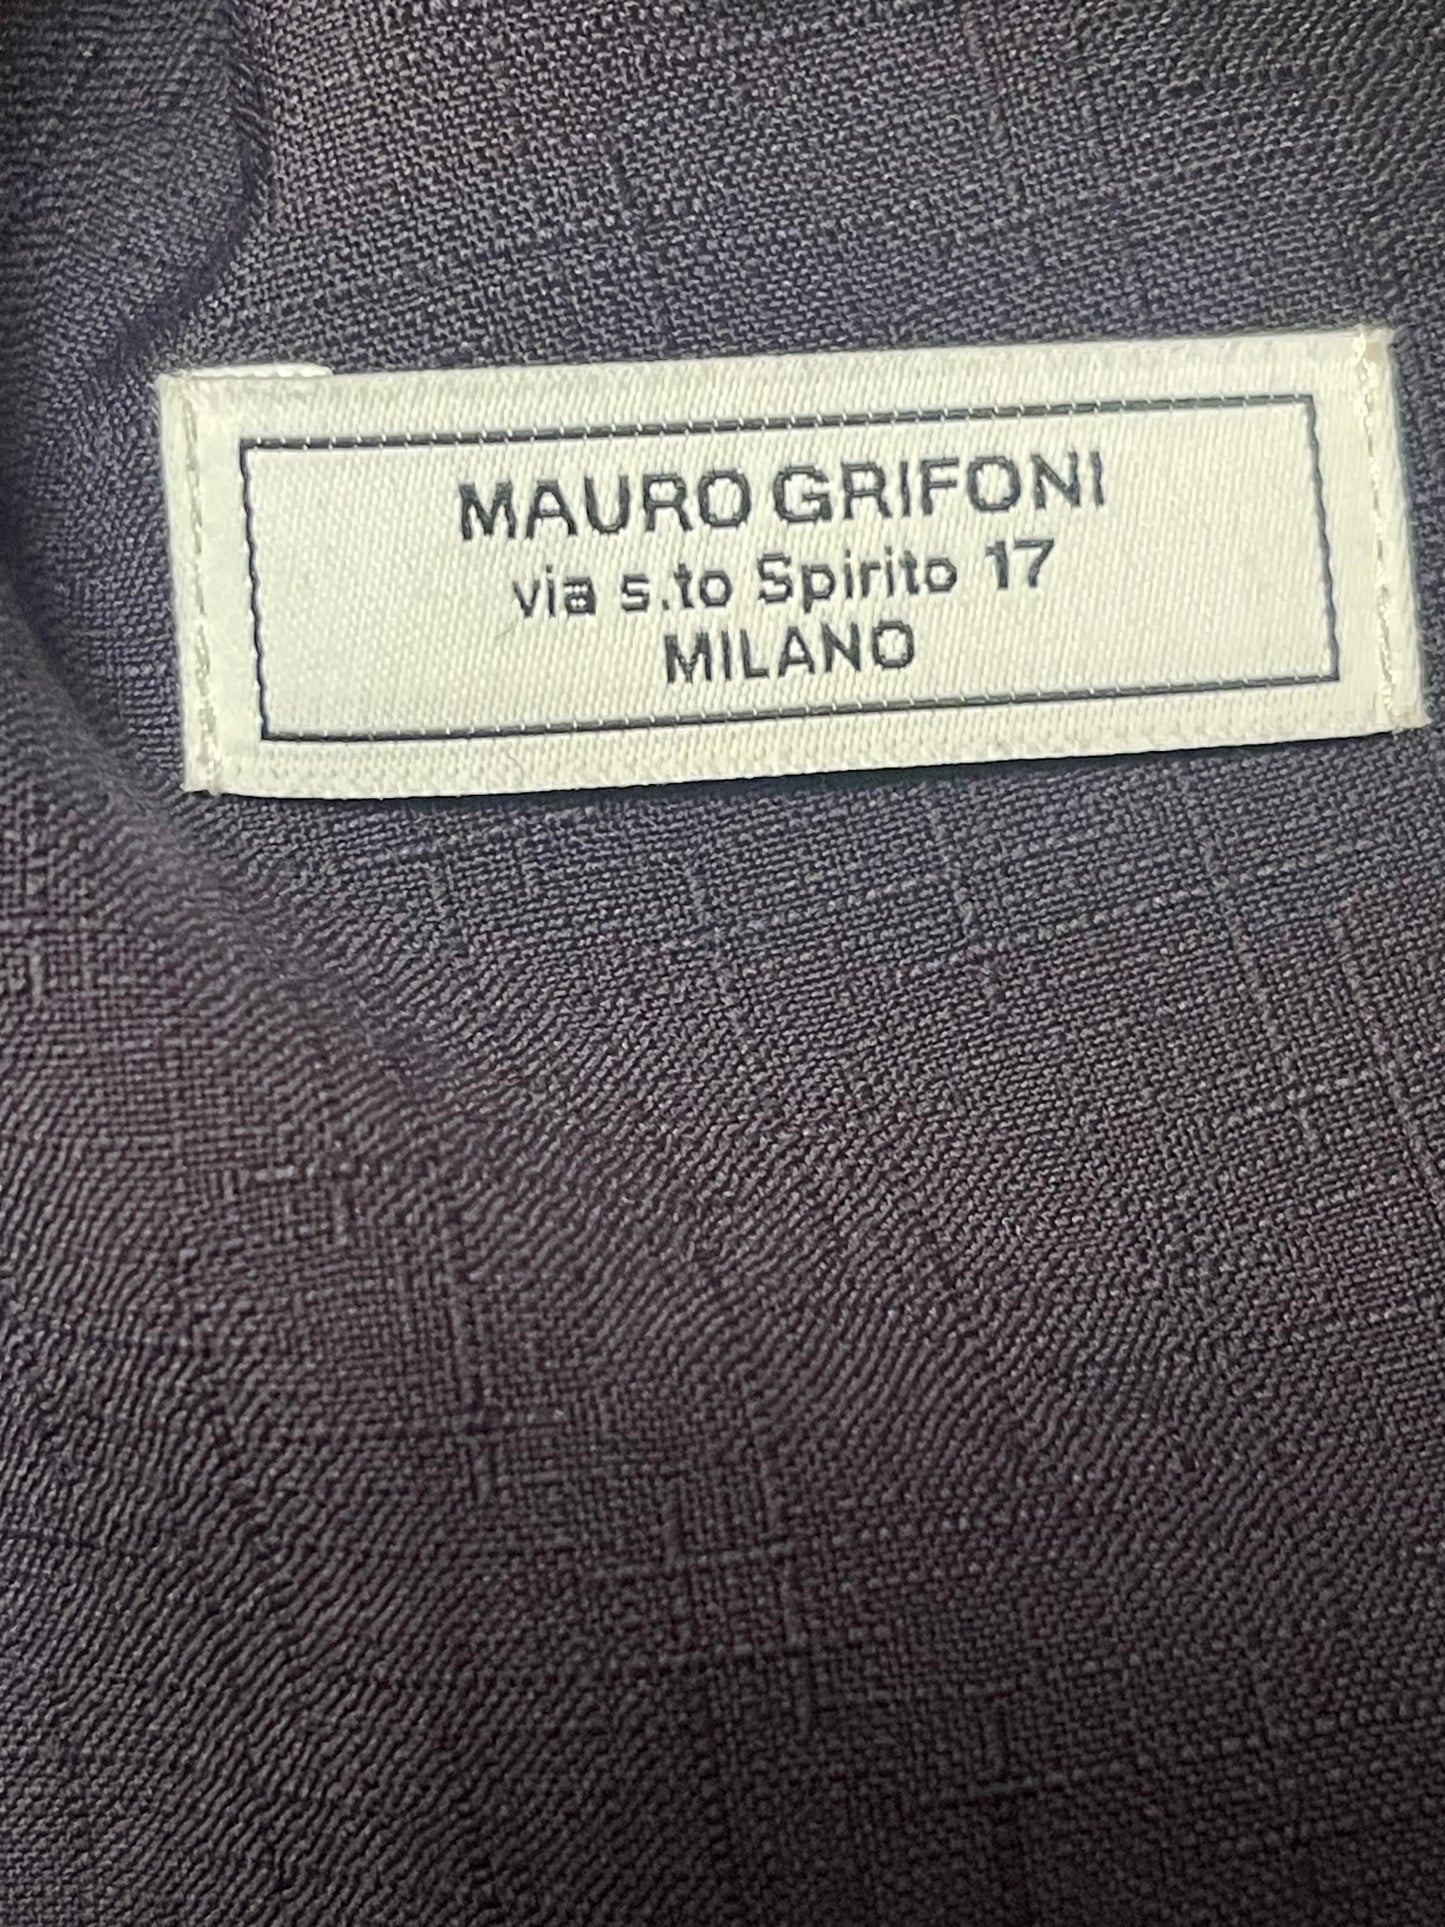 MAURO GRIFONI
via s.to Spirito 17
MILANO